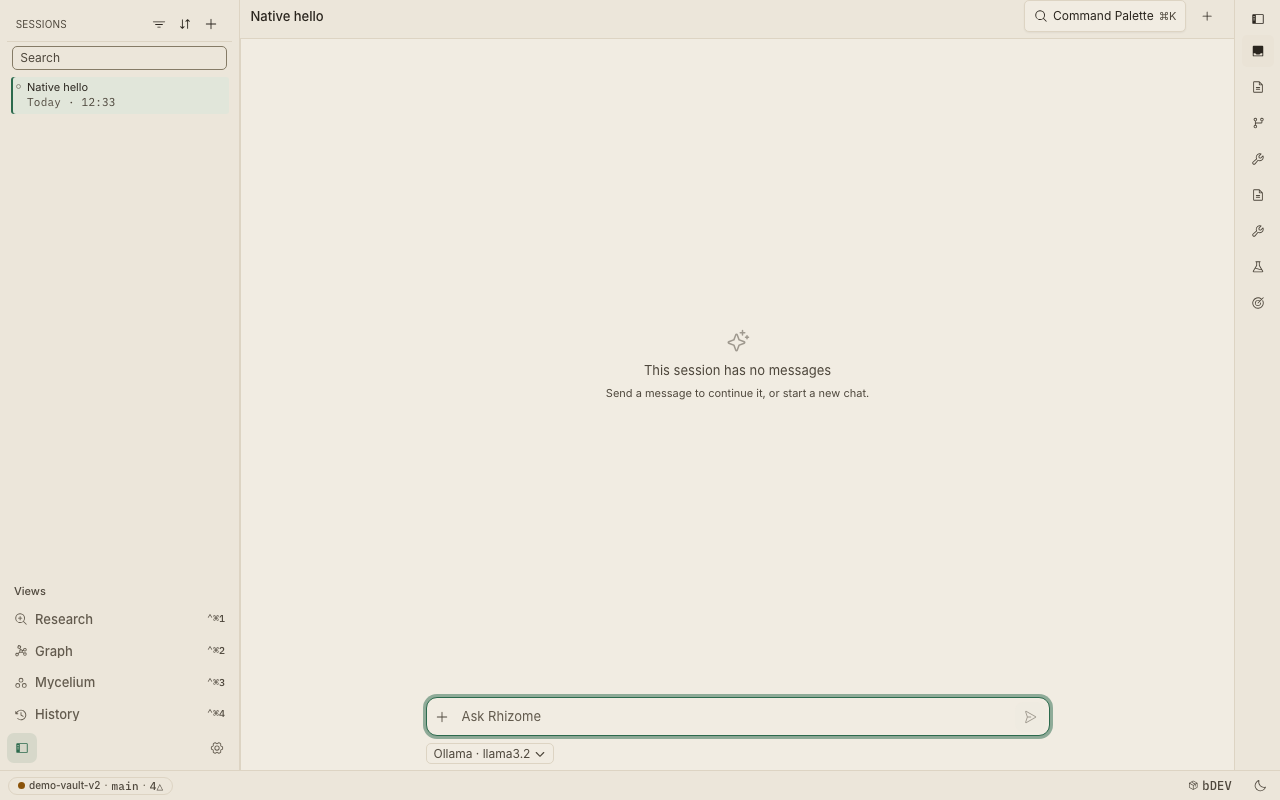 SESSIONS
Search
Native hello
Today · 12:33
Views
Research ⌃⌘1
Graph ⌃⌘2
Mycelium ⌃⌘3
History ⌃⌘4
Native hello
Command Palette ⌘K
This session has no messages
Send a message to continue it, or start a new chat.
Ask Rhizome
Ollama · llama3.2
demo-vault-v2 · main · 4△
bDEV